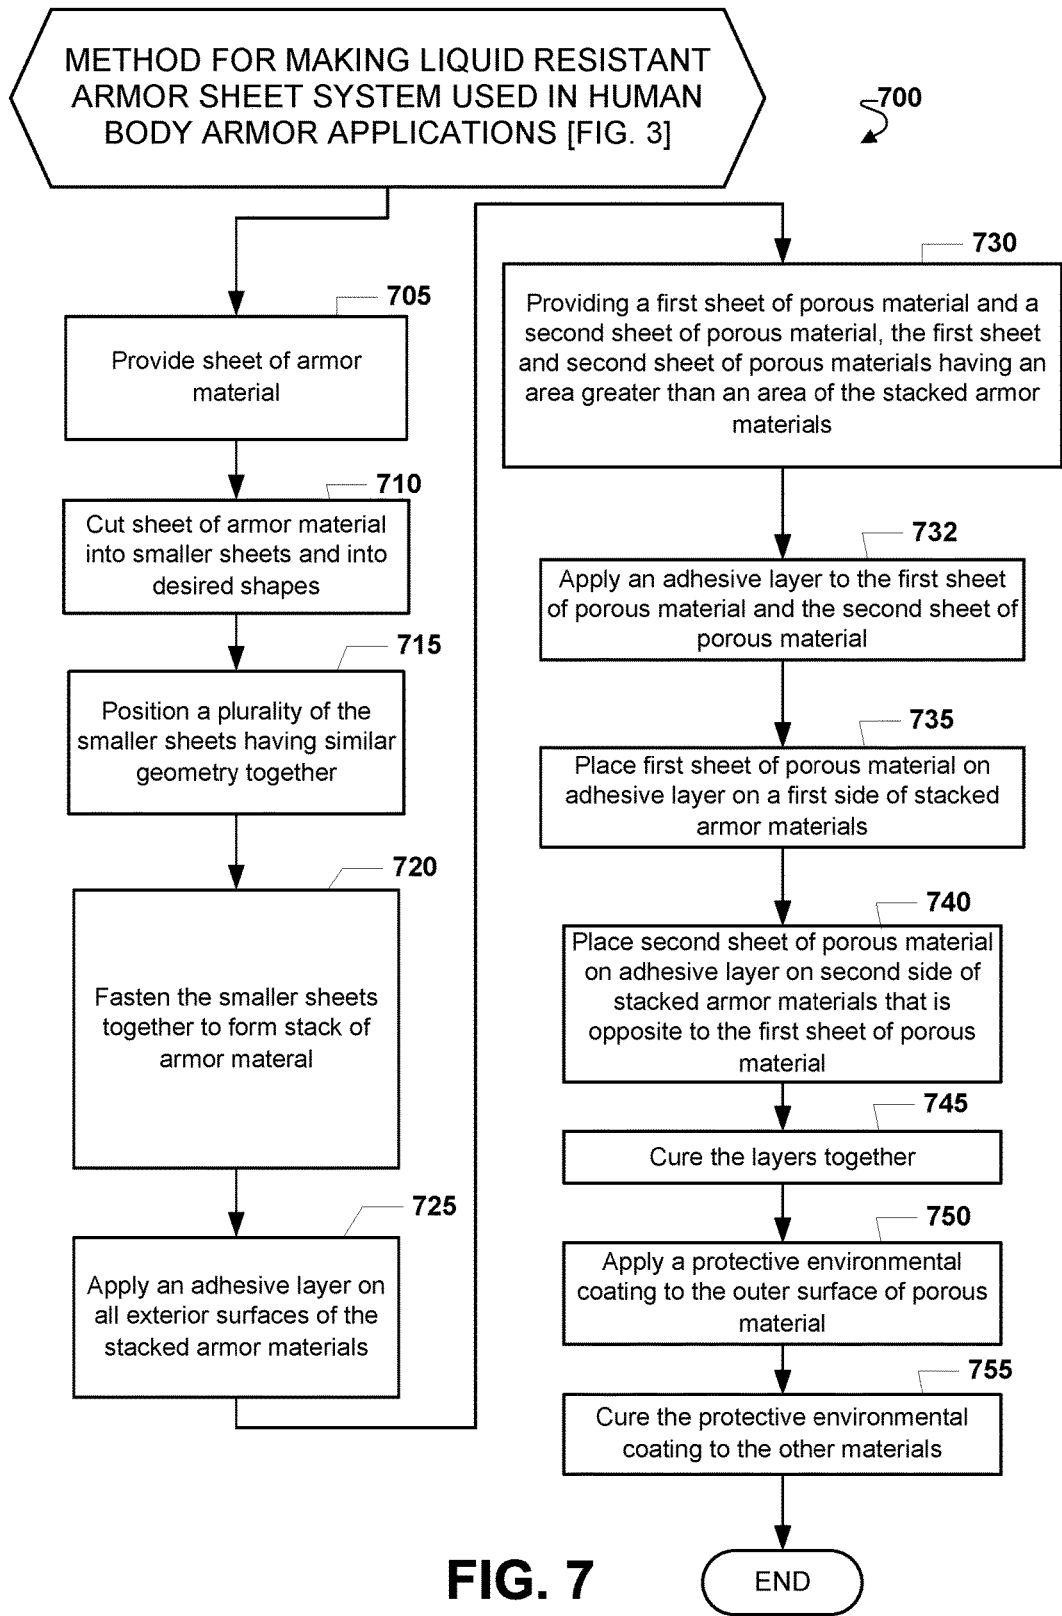 METHOD FOR MAKING LIQUID RESISTANT
ARMOR SHEET SYSTEM USED IN HUMAN
BODY ARMOR APPLICATIONS [FIG. 3]
700
705
Provide sheet of armor
material
710
Cut sheet of armor material
into smaller sheets and into
desired shapes
715
Position a plurality of the
smaller sheets having similar
geometry together
720
Fasten the smaller sheets
together to form stack of
armor materal
725
Apply an adhesive layer on
all exterior surfaces of the
stacked armor materials
730
Providing a first sheet of porous material and a
second sheet of porous material, the first sheet
and second sheet of porous materials having an
area greater than an area of the stacked armor
materials
732
Apply an adhesive layer to the first sheet
of porous material and the second sheet of
porous material
735
Place first sheet of porous material on
adhesive layer on a first side of stacked
armor materials
740
Place second sheet of porous material
on adhesive layer on second side of
stacked armor materials that is
opposite to the first sheet of porous
material
745
Cure the layers together
750
Apply a protective environmental
coating to the outer surface of porous
material
755
Cure the protective environmental
coating to the other materials
END
FIG. 7